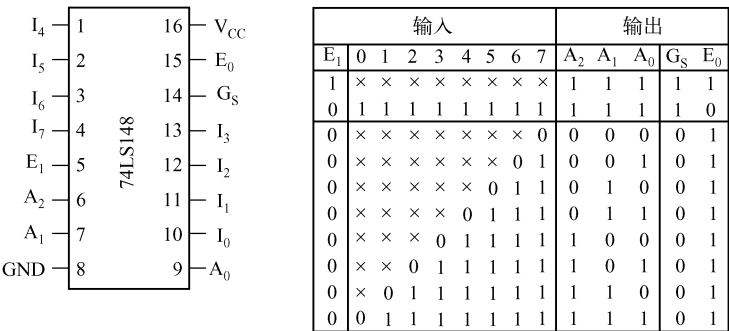 I₄ 1 16 V_CC
I₅ 2 15 E₀
I₆ 3 14 G_S
I₇ 4 13 I₃
E₁ 5 12 I₂
A₂ 6 11 I₁
A₁ 7 10 I₀
GND 8 9 A₀
74LS148
输入 输出
E₁ 0 1 2 3 4 5 6 7 A₂ A₁ A₀ G_S E₀
1 × × × × × × × × 1 1 1 1 1
0 1 1 1 1 1 1 1 1 1 1 1 1 0
0 × × × × × × × 0 0 0 0 0 1
0 × × × × × × 0 1 0 0 1 0 1
0 × × × × × 0 1 1 0 1 0 0 1
0 × × × × 0 1 1 1 0 1 1 0 1
0 × × × 0 1 1 1 1 1 0 0 0 1
0 × × 0 1 1 1 1 1 1 0 1 0 1
0 × 0 1 1 1 1 1 1 1 1 0 0 1
0 0 1 1 1 1 1 1 1 1 1 1 0 1